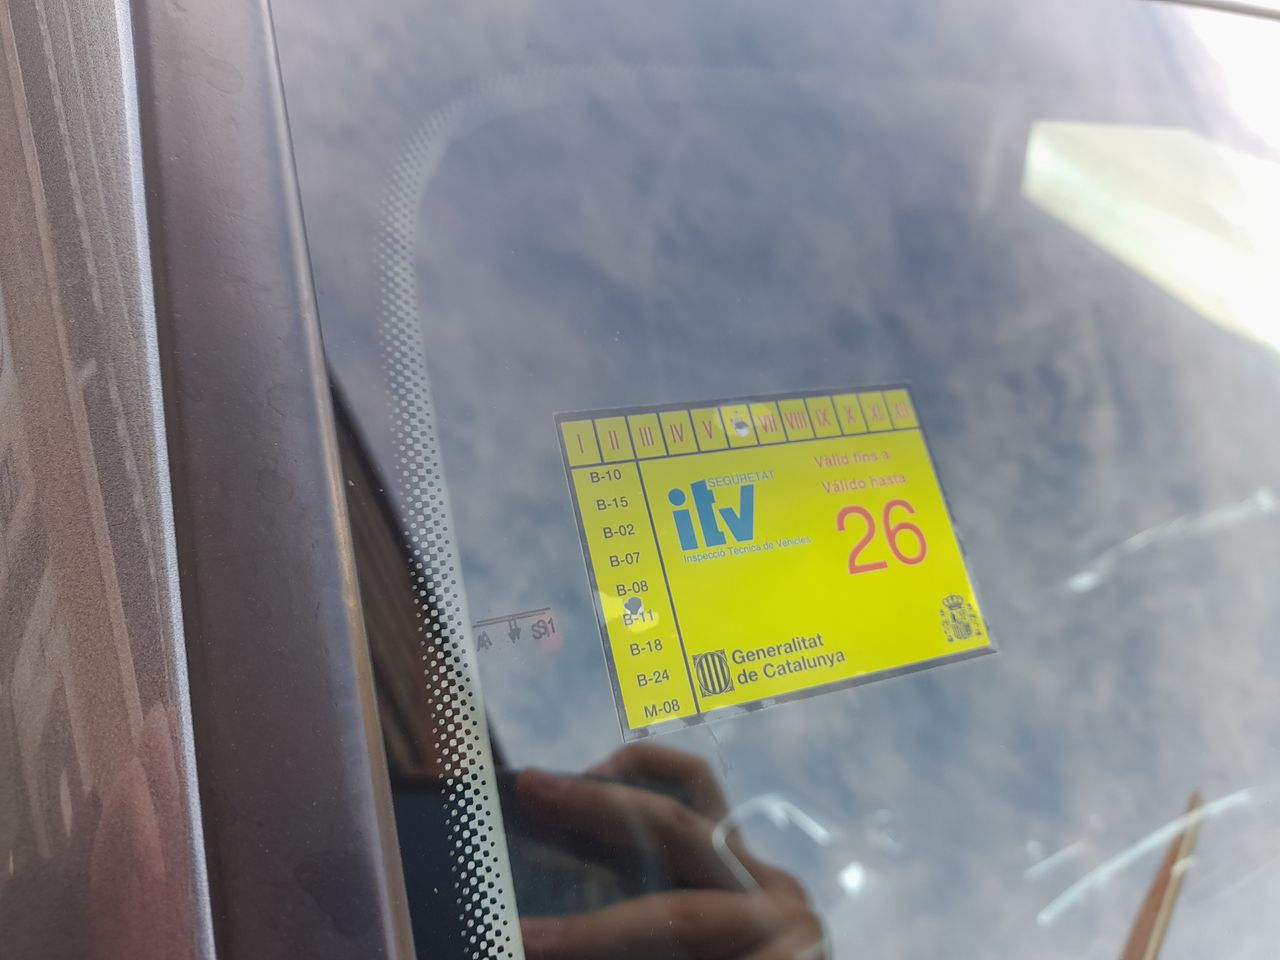 I II III IV V VII VIII IX X XI XII
B-10
B-15
B-02
B-07
B-08
B-11
B-18
B-24
M-08
SEGURETAT
itv
Inspecció Tècnica de Vehicles
Vàlid fins a
Válido hasta
26
Generalitat
de Catalunya
AS1